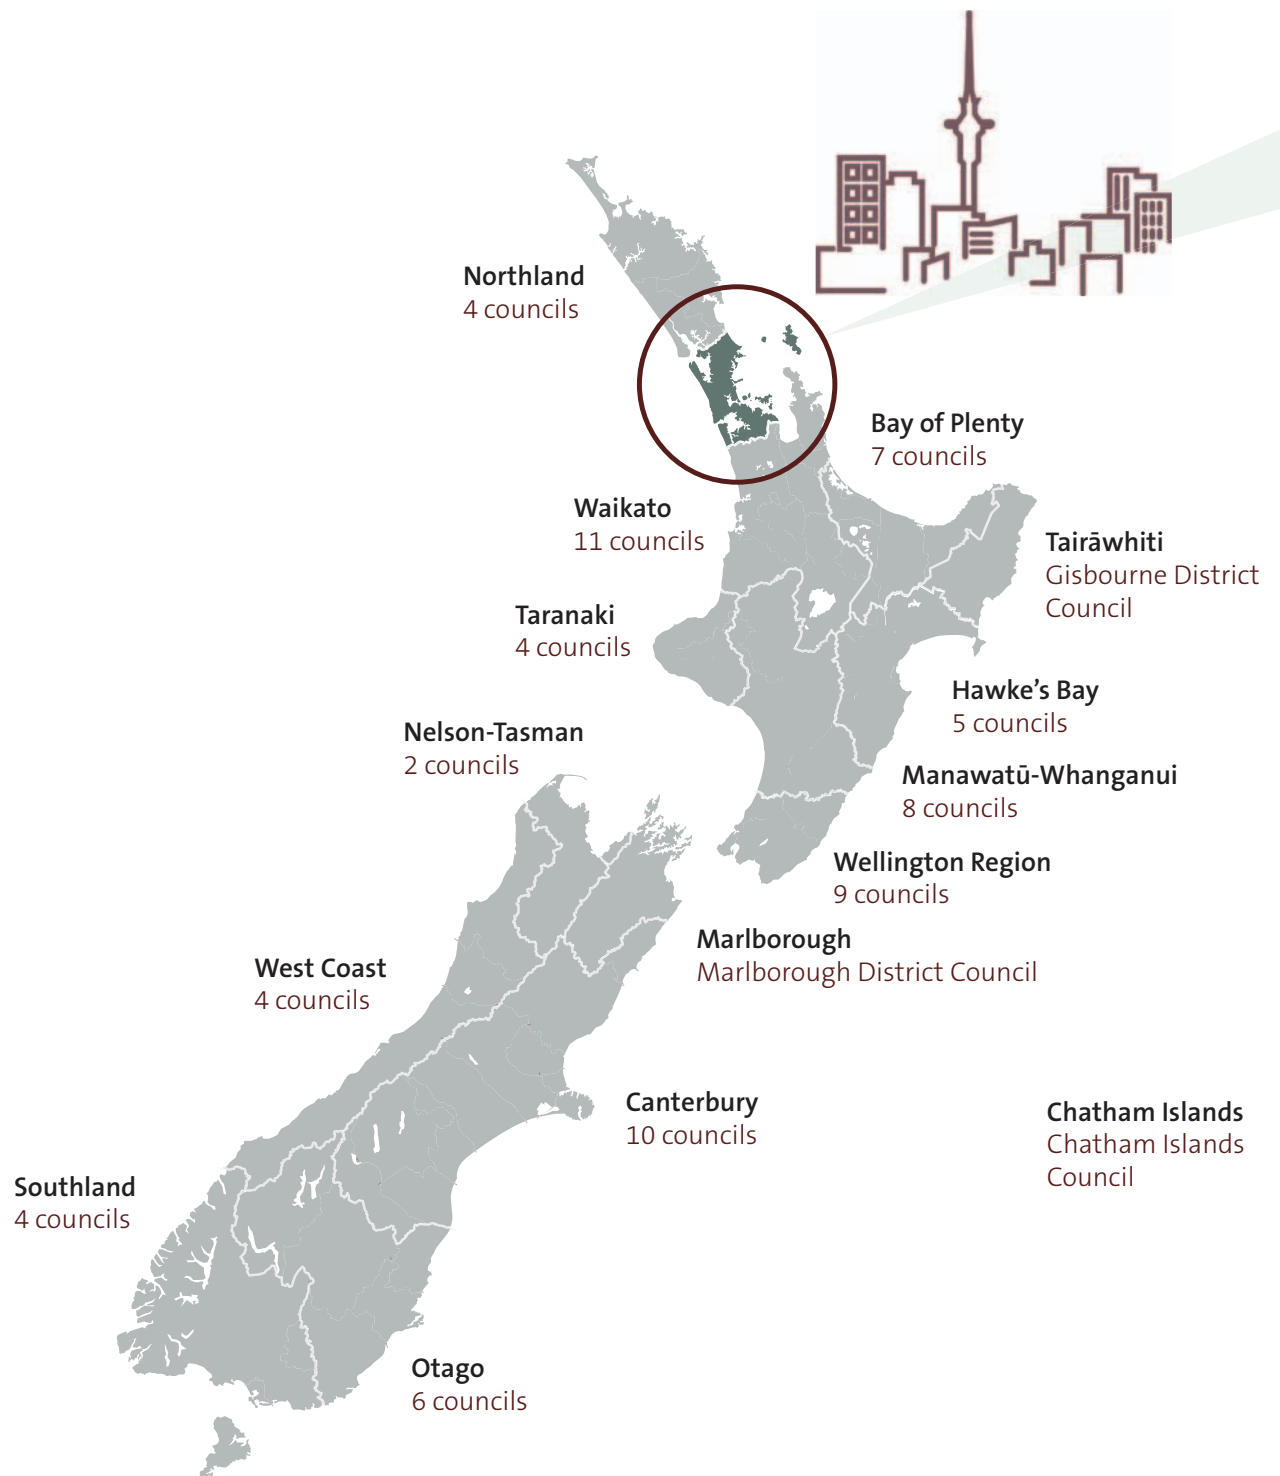 Northland
4 councils
Bay of Plenty
7 councils
Waikato
11 councils
Tairāwhiti
Gisbourne District
Council
Taranaki
4 councils
Hawke's Bay
5 councils
Nelson-Tasman
2 councils
Manawatū-Whanganui
8 councils
Wellington Region
9 councils
Marlborough
Marlborough District Council
West Coast
4 councils
Canterbury
10 councils
Chatham Islands
Chatham Islands
Council
Southland
4 councils
Otago
6 councils